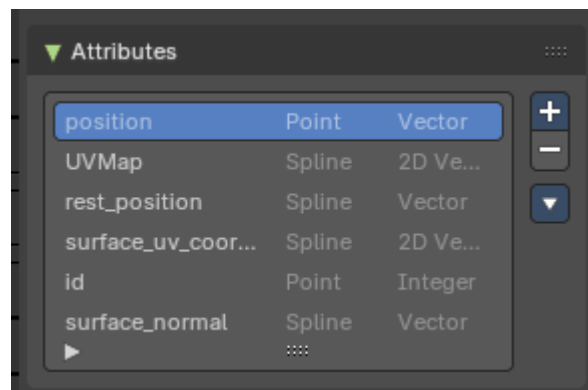 Attributes
position Point Vector
UVMap Spline 2D Ve...
rest_position Spline Vector
surface_uv_coor... Spline 2D Ve...
id Point Integer
surface_normal Spline Vector